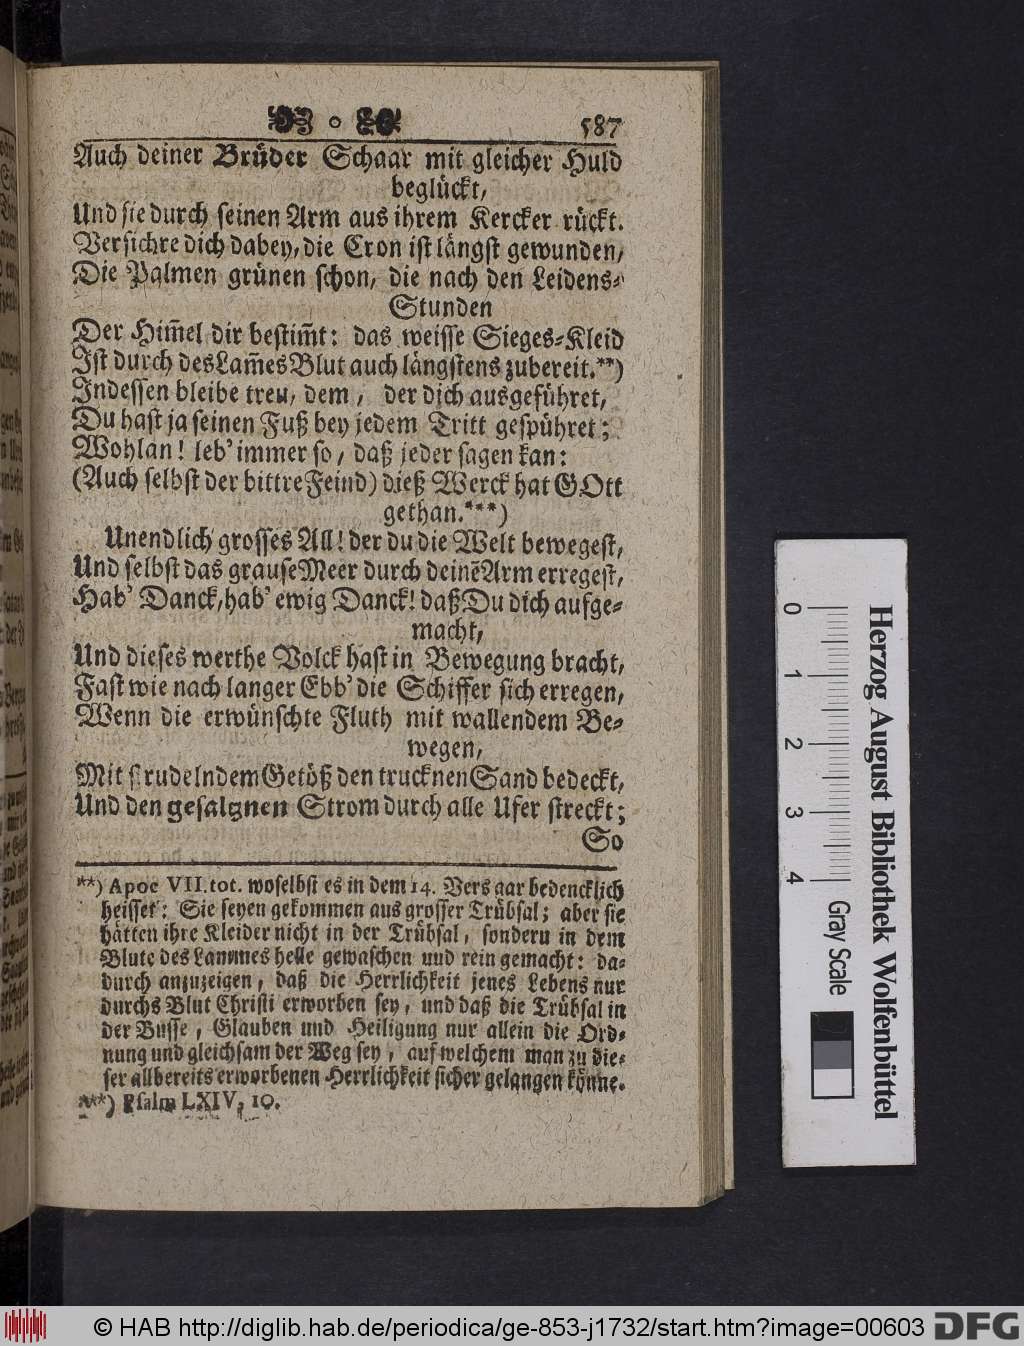 587
Auch deiner Brüder Schaar mit gleicher Huld
beglückt,
Und sie durch seinen Arm aus ihrem Kercker rückt.
Versichre dich dabey, die Cron ist längst gewunden,
Die Palmen grünen schon, die nach den Leidens-
Stunden
Der Him̄el dir bestim̄t: das weisse Sieges-Kleid
Ist durch des Lam̄es Blut auch längstens zubereit.**)
Indessen bleibe treu, dem, der dich ausgeführet,
Du hast ja seinen Fuß bey jedem Tritt gespühret;
Wohlan! leb' immer so, daß jeder sagen kan:
(Auch selbst der bittre Feind) dieß Werck hat GOtt
gethan.***)
Unendlich grosses All! der du die Welt bewegest,
Und selbst das grause Meer durch deinē Arm erregest,
Hab' Danck, hab' ewig Danck! daß Du dich aufge-
macht,
Und dieses werthe Volck hast in Bewegung bracht,
Fast wie nach langer Ebb' die Schiffer sich erregen,
Wenn die erwünschte Fluth mit wallendem Be-
wegen,
Mit strudelndem Getöß den trucknen Sand bedeckt,
Und den gesaltznen Strom durch alle Ufer streckt;
So
**) Apoc VII. tot. woselbst es in dem 14. Vers gar bedencklich
heisset: Sie seyen gekommen aus grosser Trübsal; aber sie
hätten ihre Kleider nicht in der Trübsal, sondern in dem
Blute des Lammes helle gewaschen und rein gemacht: da-
durch anzuzeigen, daß die Herrlichkeit jenes Lebens nur
durchs Blut Christi erworben sey, und daß die Trübsal in
der Busse, Glauben und Heiligung nur allein die Ord-
nung und gleichsam der Weg sey, auf welchem man zu die-
ser allbereits erworbenen Herrlichkeit sicher gelangen könne.
***) Psalm LXIV, 10.
0 1 2 3 4
Herzog August Bibliothek Wolfenbüttel
Gray Scale
© HAB http://diglib.hab.de/periodica/ge-853-j1732/start.htm?image=00603
DFG